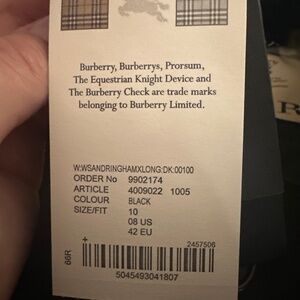 Burberry, Burberrys, Prorsum,
The Equestrian Knight Device and
The Burberry Check are trade marks
belonging to Burberry Limited.
W:WSANDRINGHAMXLONG:DK:00100
ORDER No 9902174
ARTICLE 4009022 1005
COLOUR BLACK
SIZE/FIT 10
08 US
42 EU
66R
2457506
5045493041807